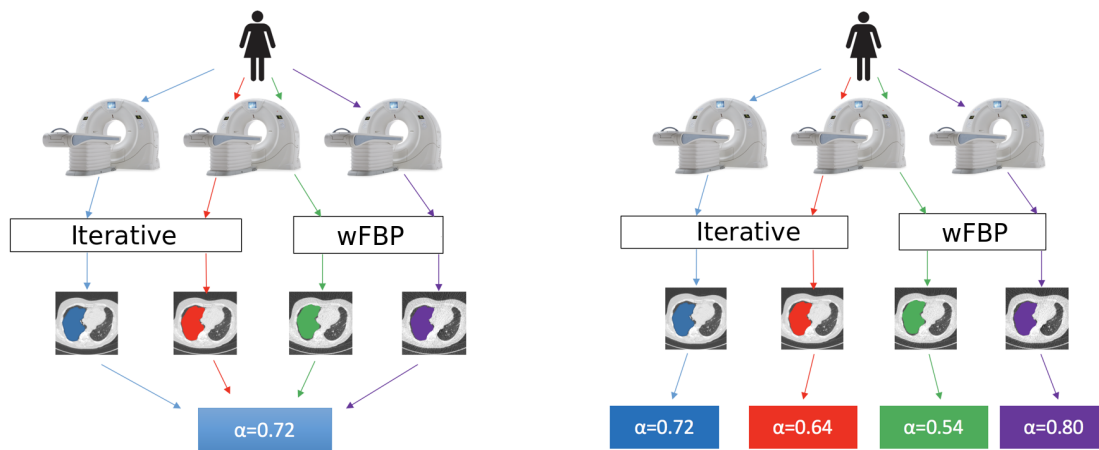 Iterative
wFBP
α=0.72
Iterative
wFBP
α=0.72
α=0.64
α=0.54
α=0.80